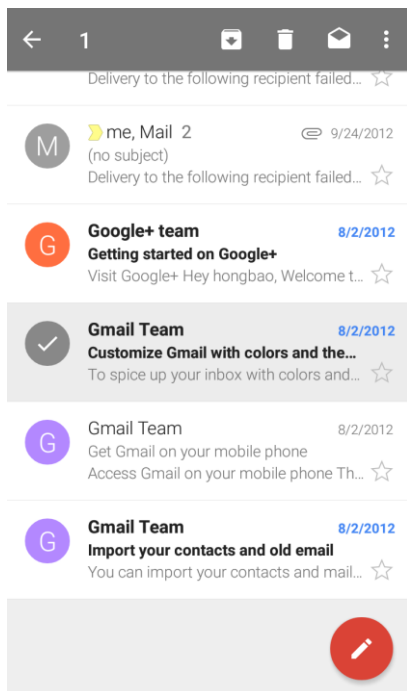 1
Delivery to the following recipient failed...
M
me, Mail 2
9/24/2012
(no subject)
Delivery to the following recipient failed...
G
Google+ team
8/2/2012
Getting started on Google+
Visit Google+ Hey hongbao, Welcome t...
Gmail Team
8/2/2012
Customize Gmail with colors and the...
To spice up your inbox with colors and...
G
Gmail Team
8/2/2012
Get Gmail on your mobile phone
Access Gmail on your mobile phone Th...
G
Gmail Team
8/2/2012
Import your contacts and old email
You can import your contacts and mail...